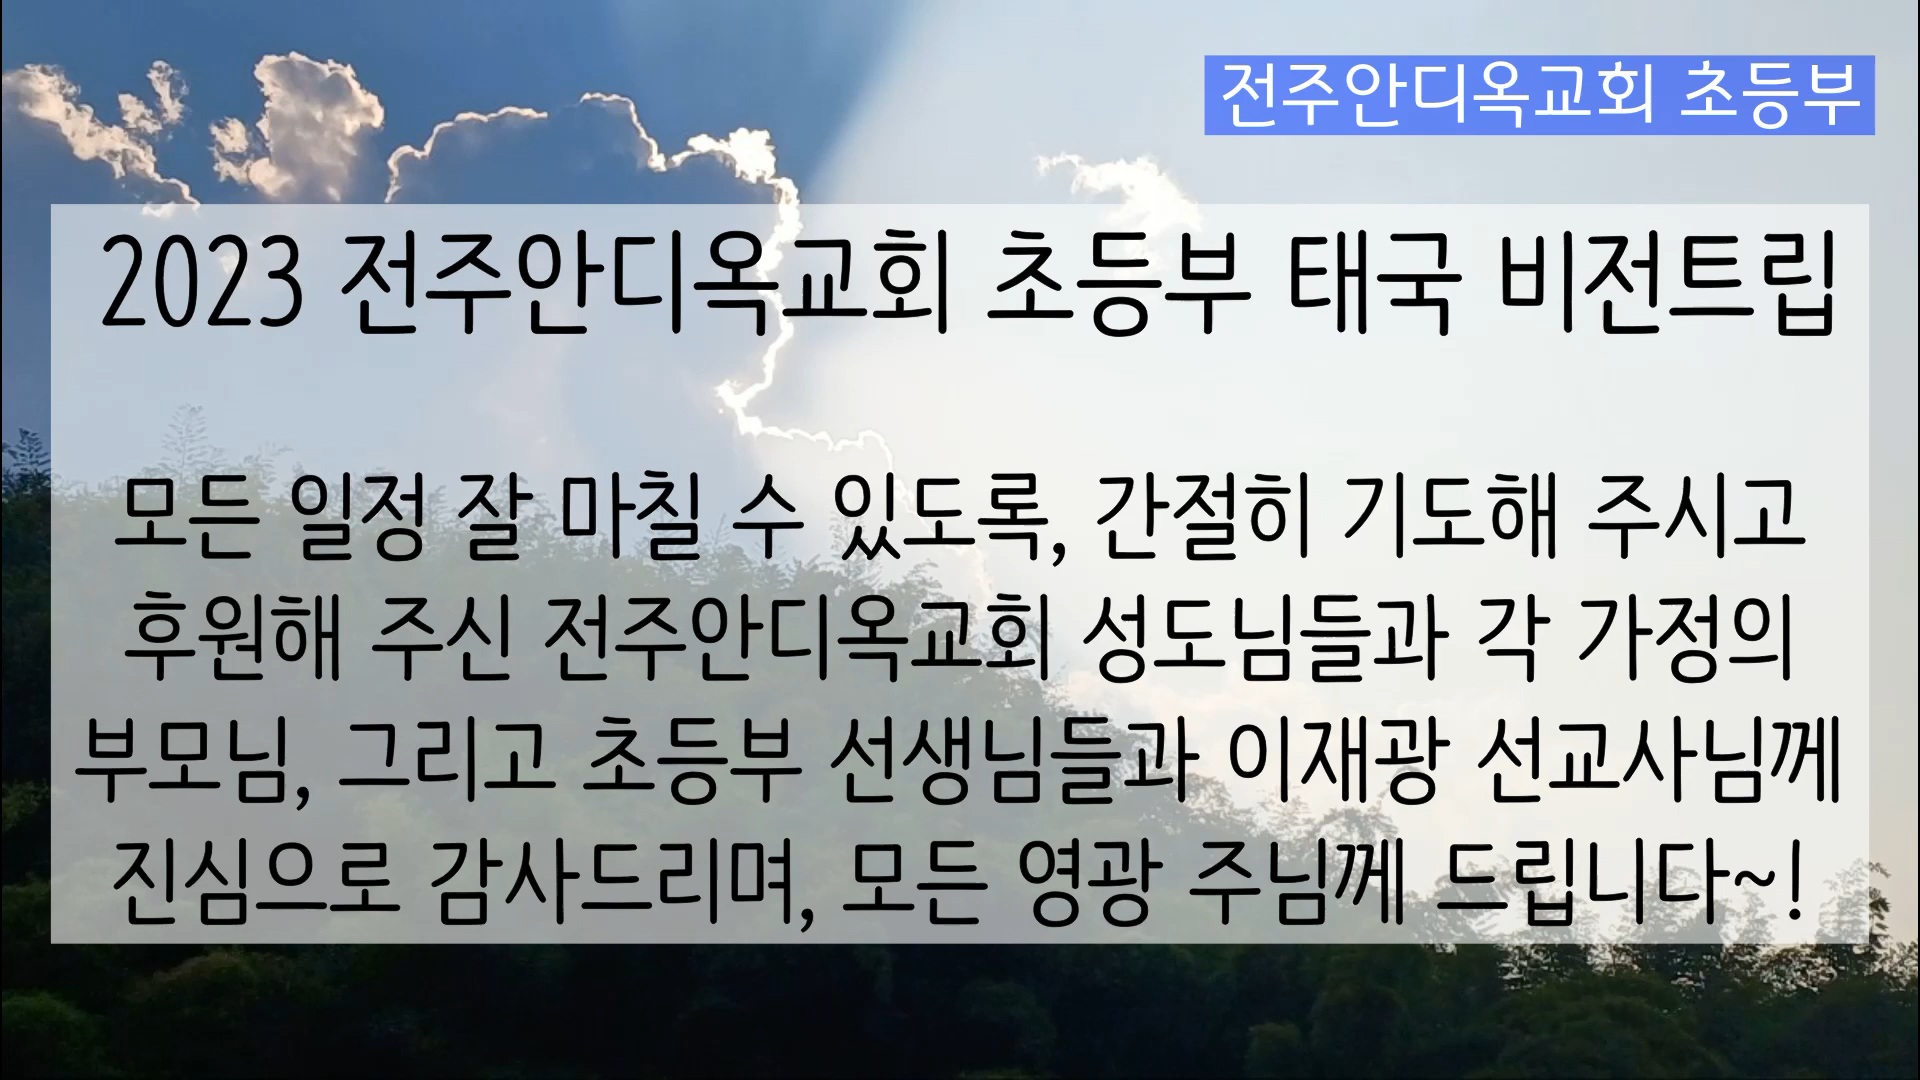 전주안디옥교회 초등부
2023 전주안디옥교회 초등부 태국 비전트립
모든 일정 잘 마칠 수 있도록, 간절히 기도해 주시고
후원해 주신 전주안디옥교회 성도님들과 각 가정의
부모님, 그리고 초등부 선생님들과 이재광 선교사님께
진심으로 감사드리며, 모든 영광 주님께 드립니다~!